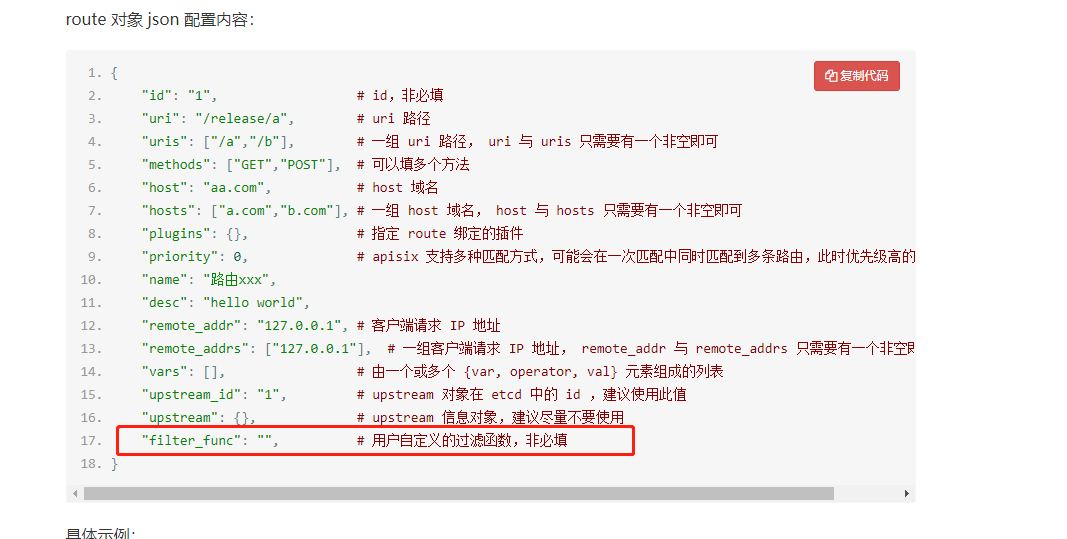 route 对象 json 配置内容：
复制代码
1. {
2. "id": "1", # id，非必填
3. "uri": "/release/a", # uri 路径
4. "uris": ["/a","/b"], # 一组 uri 路径， uri 与 uris 只需要有一个非空即可
5. "methods": ["GET","POST"], # 可以填多个方法
6. "host": "aa.com", # host 域名
7. "hosts": ["a.com","b.com"], # 一组 host 域名， host 与 hosts 只需要有一个非空即可
8. "plugins": {}, # 指定 route 绑定的插件
9. "priority": 0, # apisix 支持多种匹配方式，可能会在一次匹配中同时匹配到多条路由，此时优先级高的
10. "name": "路由xxx",
11. "desc": "hello world",
12. "remote_addr": "127.0.0.1", # 客户端请求 IP 地址
13. "remote_addrs": ["127.0.0.1"], # 一组客户端请求 IP 地址， remote_addr 与 remote_addrs 只需要有一个非空即
14. "vars": [], # 由一个或多个 {var, operator, val} 元素组成的列表
15. "upstream_id": "1", # upstream 对象在 etcd 中的 id ，建议使用此值
16. "upstream": {}, # upstream 信息对象，建议尽量不要使用
17. "filter_func": "", # 用户自定义的过滤函数，非必填
18. }
具体示例：